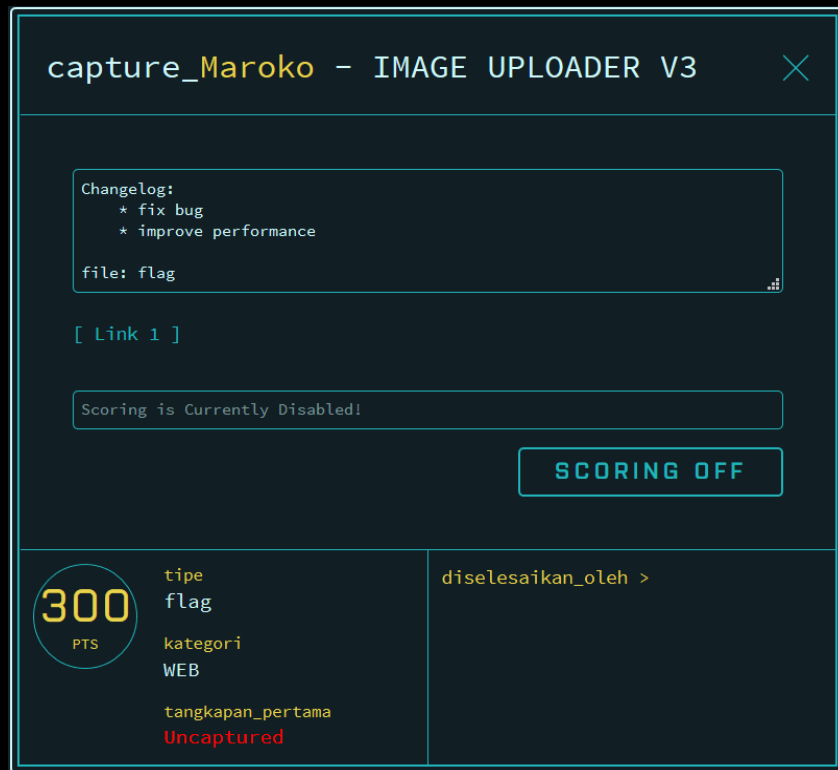 capture_Maroko - IMAGE UPLOADER V3
Changelog:
* fix bug
* improve performance
file: flag
[ Link 1 ]
Scoring is Currently Disabled!
SCORING OFF
300
PTS
tipe
flag
kategori
WEB
tangkapan_pertama
Uncaptured
diselesaikan_oleh >